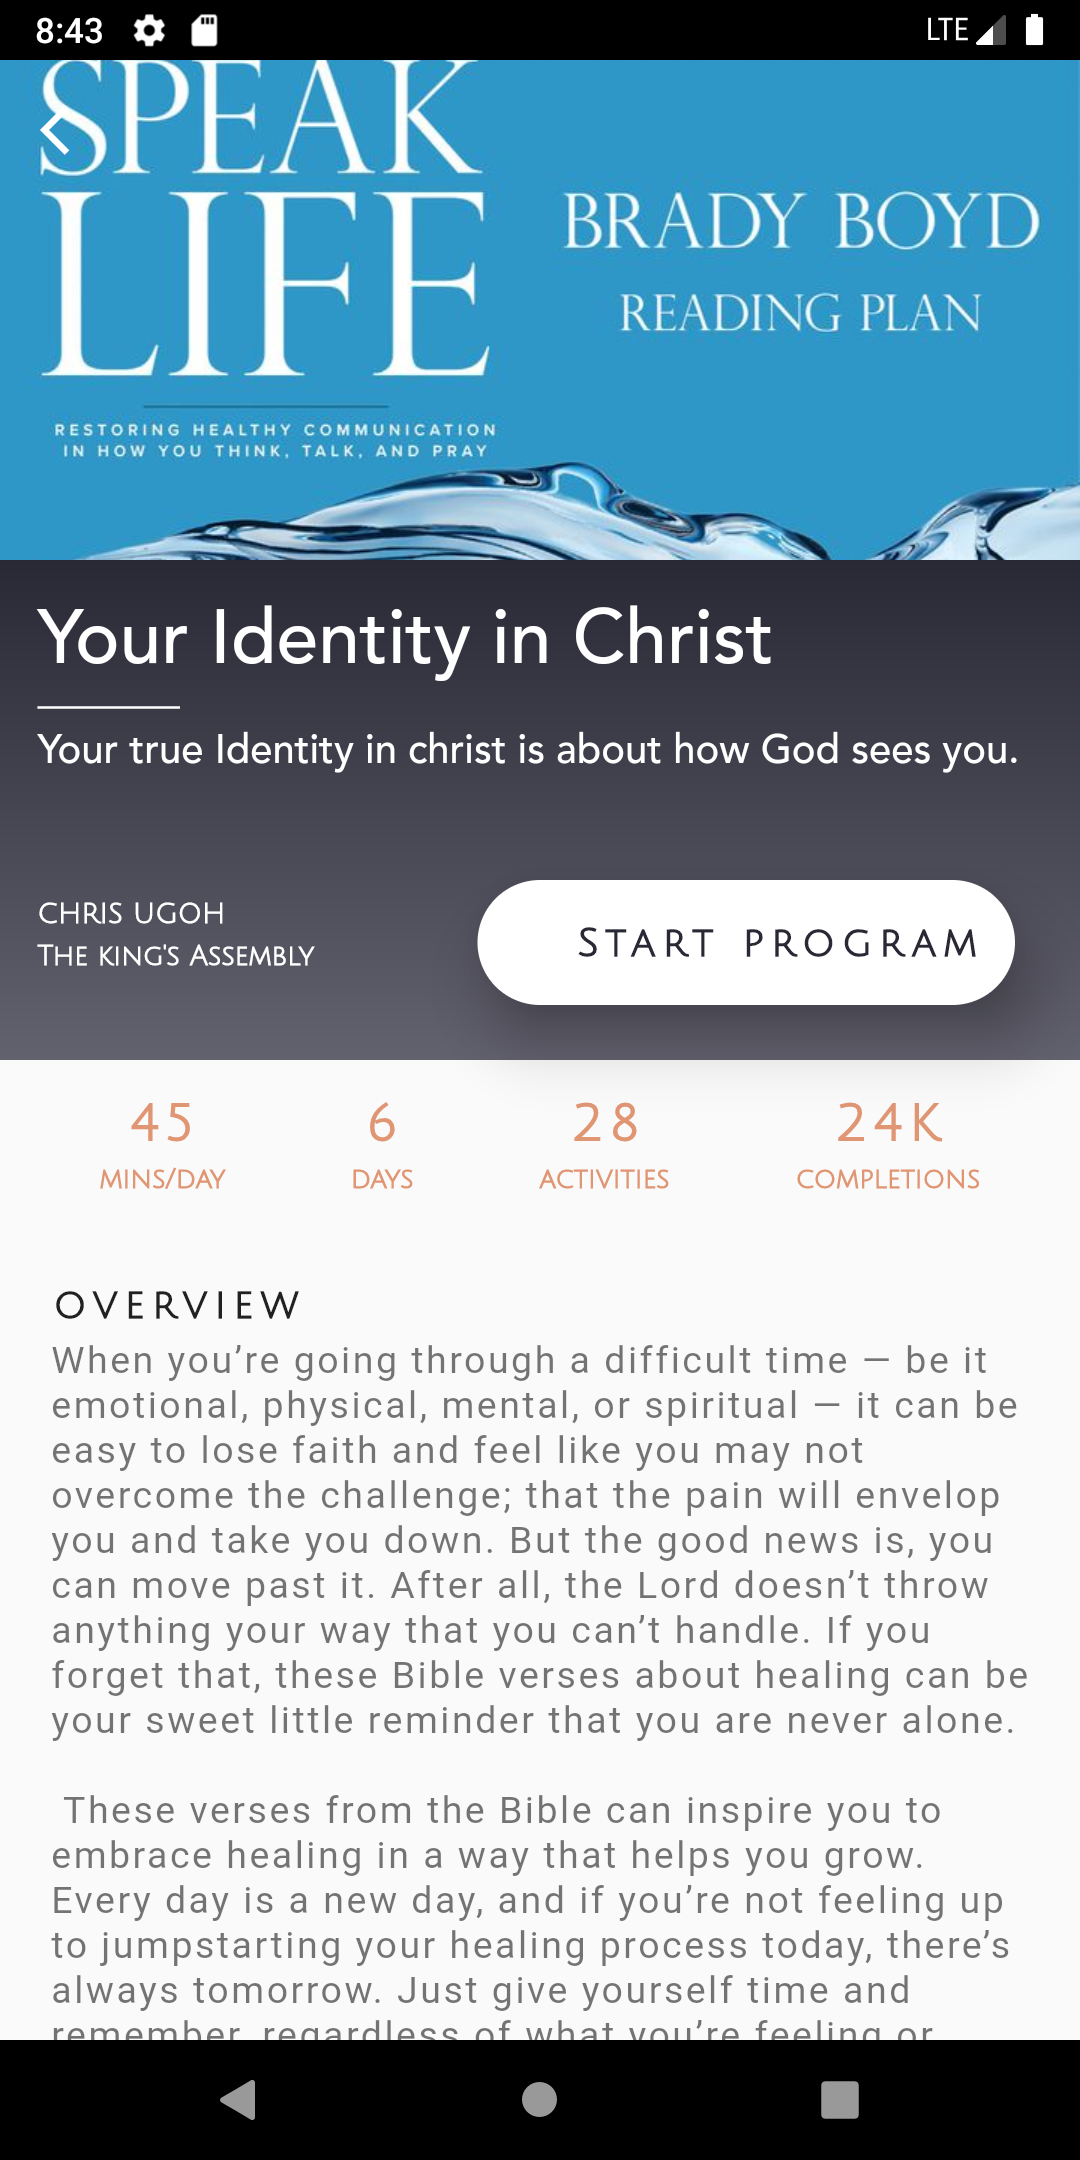 8:43
LTE
SPEAK
LIFE
BRADY BOYD
READING PLAN
RESTORING HEALTHY COMMUNICATION
IN HOW YOU THINK, TALK, AND PRAY
Your Identity in Christ
Your true Identity in christ is about how God sees you.
CHRIS UGOH
THE KING'S ASSEMBLY
START PROGRAM
45
MINS/DAY
6
DAYS
28
ACTIVITIES
24K
COMPLETIONS
OVERVIEW
When you’re going through a difficult time – be it
emotional, physical, mental, or spiritual – it can be
easy to lose faith and feel like you may not
overcome the challenge; that the pain will envelop
you and take you down. But the good news is, you
can move past it. After all, the Lord doesn’t throw
anything your way that you can’t handle. If you
forget that, these Bible verses about healing can be
your sweet little reminder that you are never alone.
These verses from the Bible can inspire you to
embrace healing in a way that helps you grow.
Every day is a new day, and if you’re not feeling up
to jumpstarting your healing process today, there’s
always tomorrow. Just give yourself time and
remember, regardless of what you’re feeling or